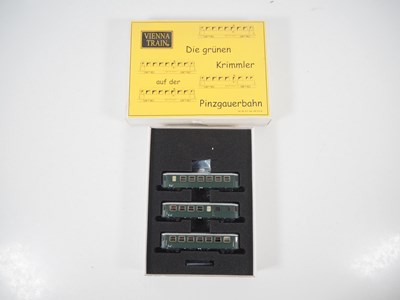 VIENNA
TRAIN
Die grünen
Krimmler
auf der
Pinzgauerbahn